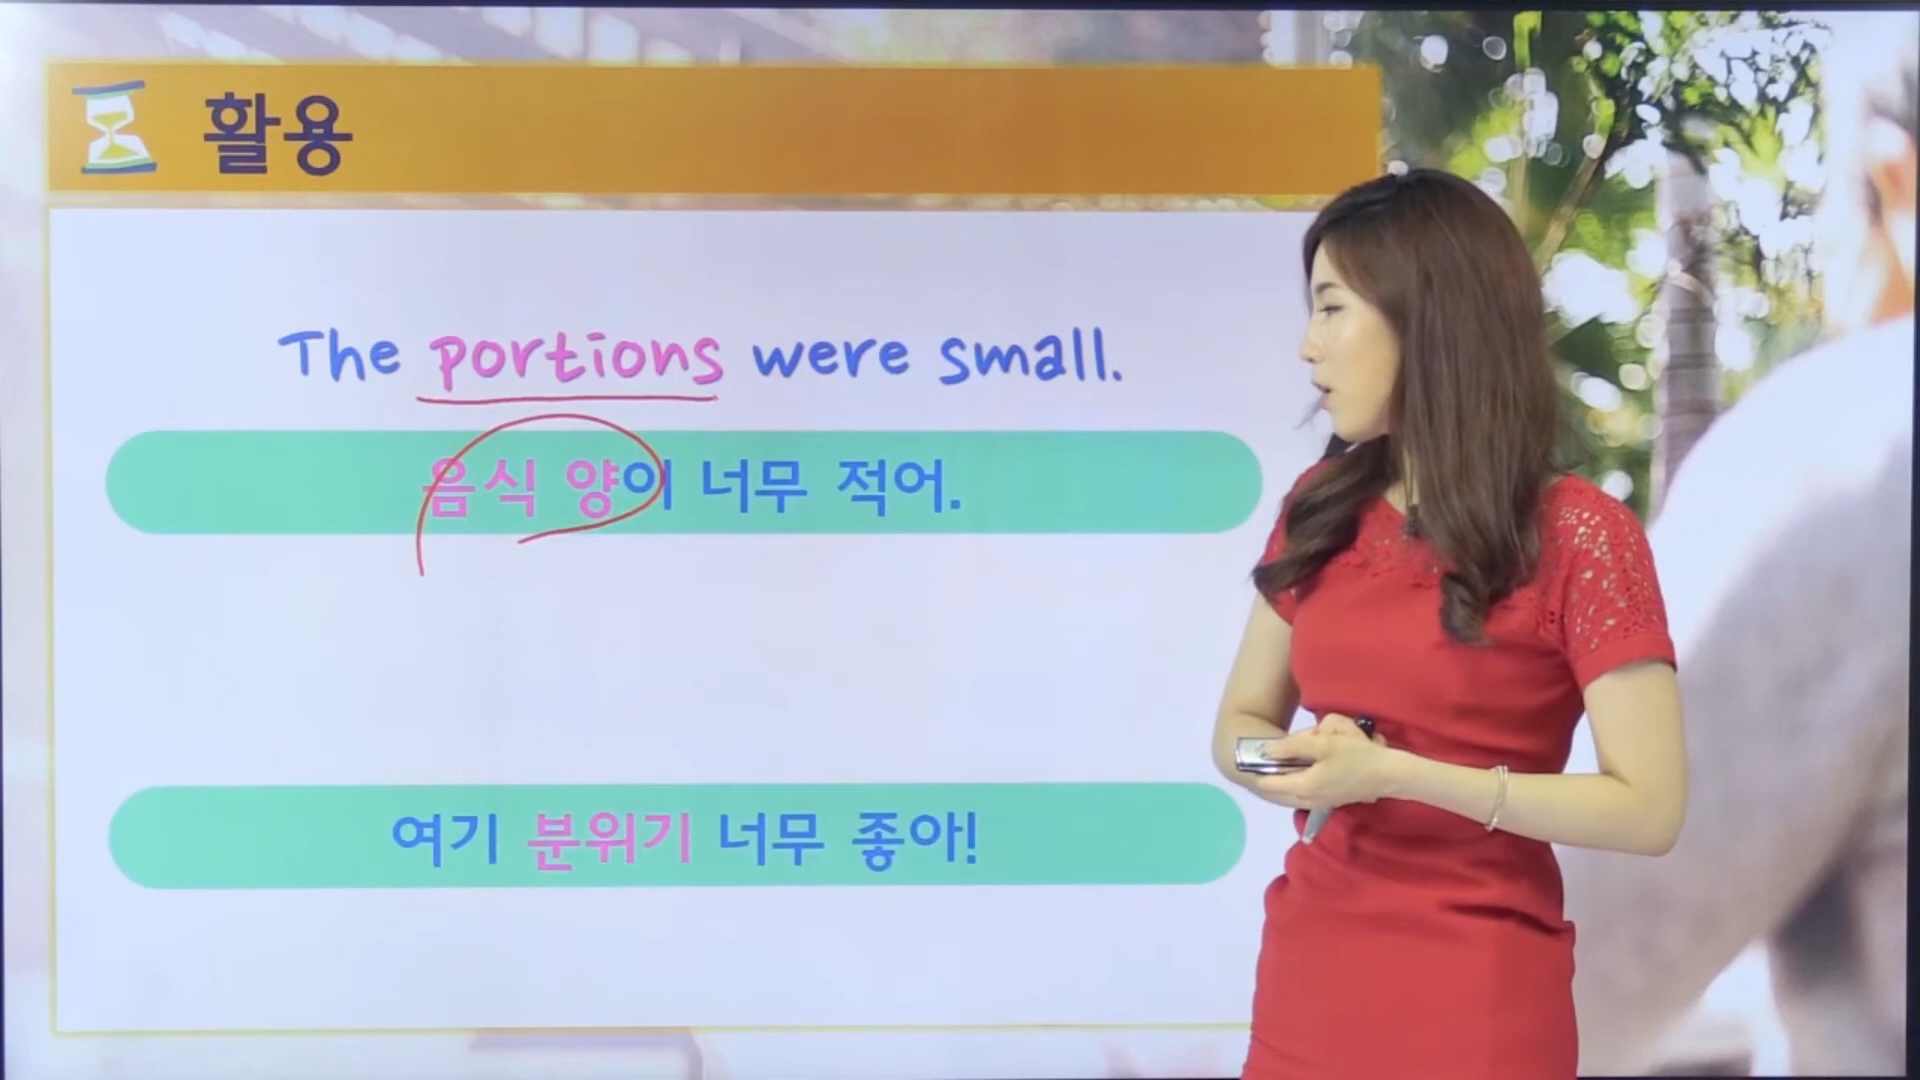 활용
The portions were small.
음식 양이 너무 적어.
여기 분위기 너무 좋아!